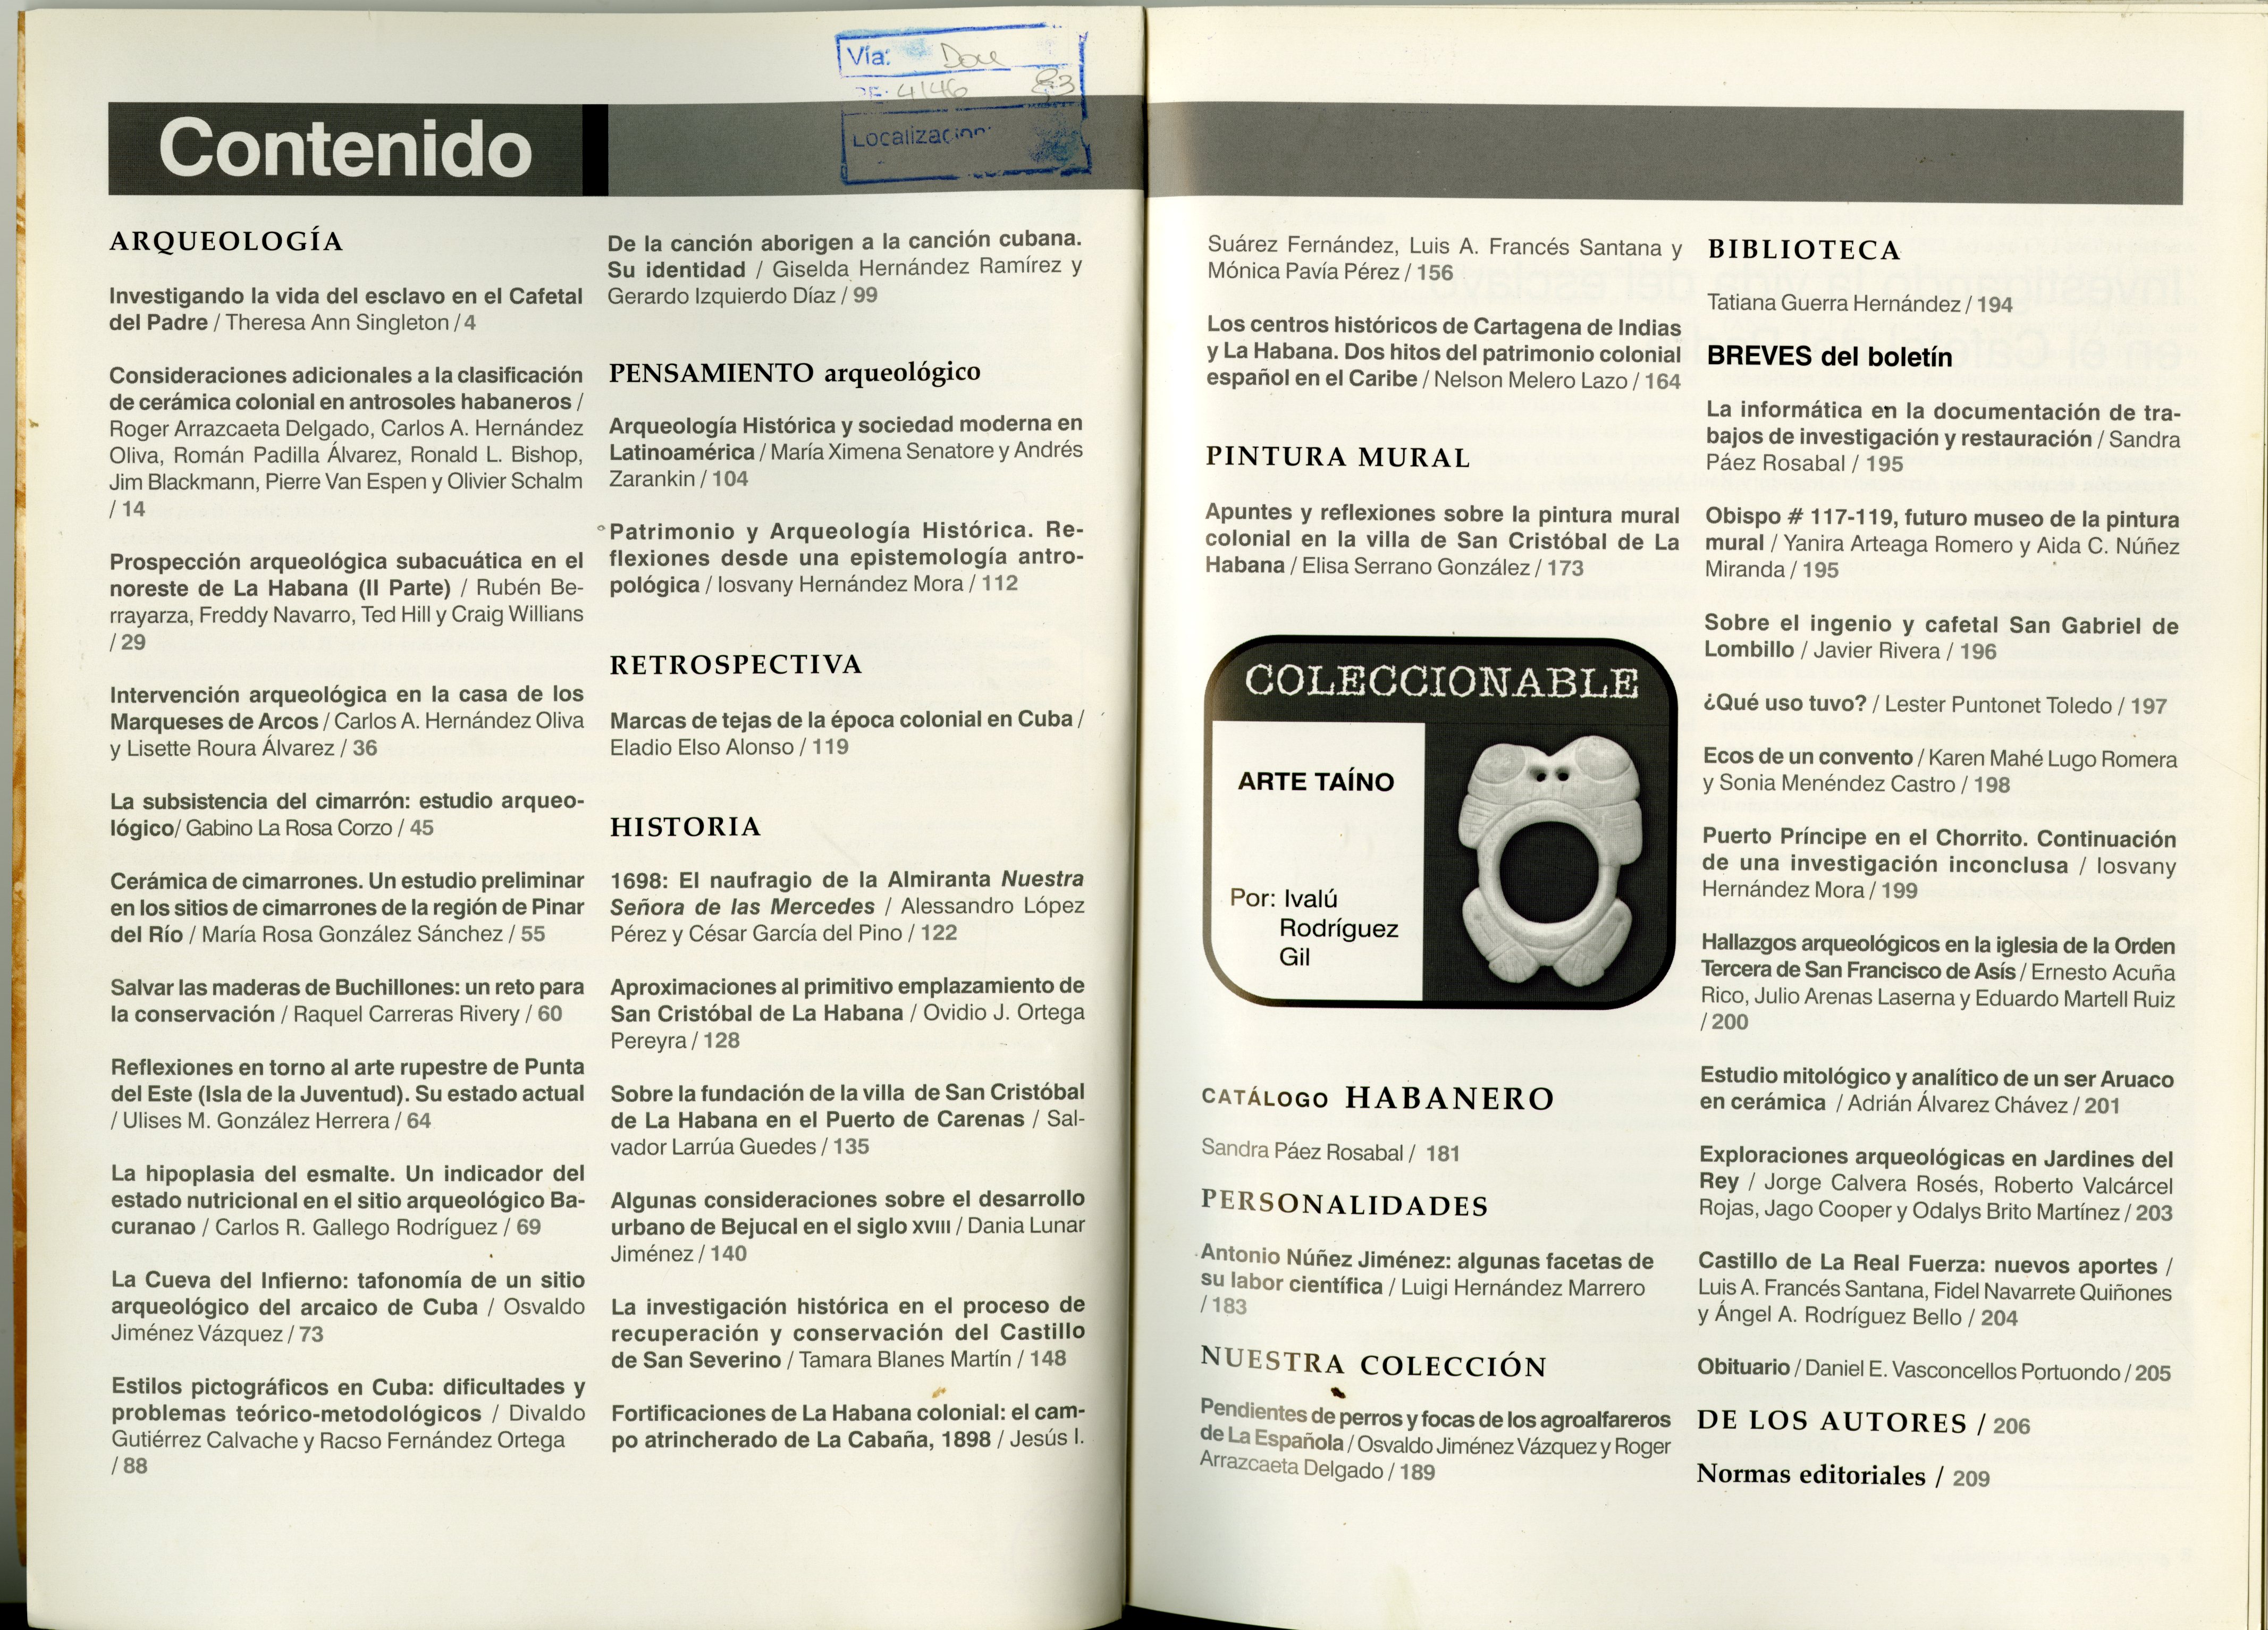 Vía: Don
4146 83
Localización:
Contenido
ARQUEOLOGÍA
Investigando la vida del esclavo en el Cafetal
del Padre / Theresa Ann Singleton / 4
Consideraciones adicionales a la clasificación
de cerámica colonial en antrosoles habaneros /
Roger Arrazcaeta Delgado, Carlos A. Hernández
Oliva, Román Padilla Álvarez, Ronald L. Bishop,
Jim Blackmann, Pierre Van Espen y Olivier Schalm
/ 14
Prospección arqueológica subacuática en el
noreste de La Habana (II Parte) / Rubén Be-
rrayarza, Freddy Navarro, Ted Hill y Craig Willians
/ 29
Intervención arqueológica en la casa de los
Marqueses de Arcos / Carlos A. Hernández Oliva
y Lisette Roura Álvarez / 36
La subsistencia del cimarrón: estudio arqueo-
lógico/ Gabino La Rosa Corzo / 45
Cerámica de cimarrones. Un estudio preliminar
en los sitios de cimarrones de la región de Pinar
del Río / María Rosa González Sánchez / 55
Salvar las maderas de Buchillones: un reto para
la conservación / Raquel Carreras Rivery / 60
Reflexiones en torno al arte rupestre de Punta
del Este (Isla de la Juventud). Su estado actual
/ Ulises M. González Herrera / 64
La hipoplasia del esmalte. Un indicador del
estado nutricional en el sitio arqueológico Ba-
curanao / Carlos R. Gallego Rodríguez / 69
La Cueva del Infierno: tafonomía de un sitio
arqueológico del arcaico de Cuba / Osvaldo
Jiménez Vázquez / 73
Estilos pictográficos en Cuba: dificultades y
problemas teórico-metodológicos / Divaldo
Gutiérrez Calvache y Racso Fernández Ortega
/ 88
De la canción aborigen a la canción cubana.
Su identidad / Giselda Hernández Ramírez y
Gerardo Izquierdo Díaz / 99
PENSAMIENTO arqueológico
Arqueología Histórica y sociedad moderna en
Latinoamérica / María Ximena Senatore y Andrés
Zarankin / 104
Patrimonio y Arqueología Histórica. Re-
flexiones desde una epistemología antro-
pológica / Iosvany Hernández Mora / 112
RETROSPECTIVA
Marcas de tejas de la época colonial en Cuba /
Eladio Elso Alonso / 119
HISTORIA
1698: El naufragio de la Almiranta Nuestra
Señora de las Mercedes / Alessandro López
Pérez y César García del Pino / 122
Aproximaciones al primitivo emplazamiento de
San Cristóbal de La Habana / Ovidio J. Ortega
Pereyra / 128
Sobre la fundación de la villa de San Cristóbal
de La Habana en el Puerto de Carenas / Sal-
vador Larrúa Guedes / 135
Algunas consideraciones sobre el desarrollo
urbano de Bejucal en el siglo XVIII / Dania Lunar
Jiménez / 140
La investigación histórica en el proceso de
recuperación y conservación del Castillo
de San Severino / Tamara Blanes Martín / 148
Fortificaciones de La Habana colonial: el cam-
po atrincherado de La Cabaña, 1898 / Jesús I.
Suárez Fernández, Luis A. Francés Santana y
Mónica Pavía Pérez / 156
Los centros históricos de Cartagena de Indias
y La Habana. Dos hitos del patrimonio colonial
español en el Caribe / Nelson Melero Lazo / 164
PINTURA MURAL
Apuntes y reflexiones sobre la pintura mural
colonial en la villa de San Cristóbal de La
Habana / Elisa Serrano González / 173
COLECCIONABLE
ARTE TAÍNO
Por: Ivalú
Rodríguez
Gil
CATÁLOGO HABANERO
Sandra Páez Rosabal / 181
PERSONALIDADES
Antonio Núñez Jiménez: algunas facetas de
su labor científica / Luigi Hernández Marrero
/ 183
NUESTRA COLECCIÓN
Pendientes de perros y focas de los agroalfareros
de La Española / Osvaldo Jiménez Vázquez y Roger
Arrazcaeta Delgado / 189
BIBLIOTECA
Tatiana Guerra Hernández / 194
BREVES del boletín
La informática en la documentación de tra-
bajos de investigación y restauración / Sandra
Páez Rosabal / 195
Obispo # 117-119, futuro museo de la pintura
mural / Yanira Arteaga Romero y Aida C. Núñez
Miranda / 195
Sobre el ingenio y cafetal San Gabriel de
Lombillo / Javier Rivera / 196
¿Qué uso tuvo? / Lester Puntonet Toledo / 197
Ecos de un convento / Karen Mahé Lugo Romera
y Sonia Menéndez Castro / 198
Puerto Príncipe en el Chorrito. Continuación
de una investigación inconclusa / Iosvany
Hernández Mora / 199
Hallazgos arqueológicos en la iglesia de la Orden
Tercera de San Francisco de Asís / Ernesto Acuña
Rico, Julio Arenas Laserna y Eduardo Martell Ruiz
/ 200
Estudio mitológico y analítico de un ser Aruaco
en cerámica / Adrián Álvarez Chávez / 201
Exploraciones arqueológicas en Jardines del
Rey / Jorge Calvera Rosés, Roberto Valcárcel
Rojas, Jago Cooper y Odalys Brito Martínez / 203
Castillo de La Real Fuerza: nuevos aportes /
Luis A. Francés Santana, Fidel Navarrete Quiñones
y Ángel A. Rodríguez Bello / 204
Obituario / Daniel E. Vasconcellos Portuondo / 205
DE LOS AUTORES / 206
Normas editoriales / 209